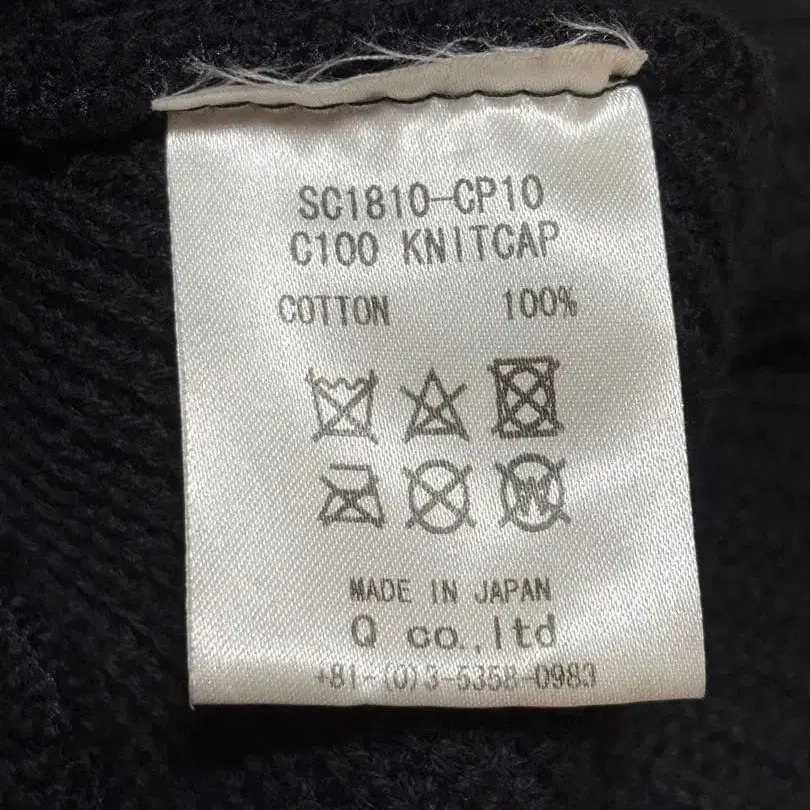 SC1810-CP10
C100 KNITCAP
COTTON 100%
W
MADE IN JAPAN
Q co.,ltd
+81-(0)3-5358-0983